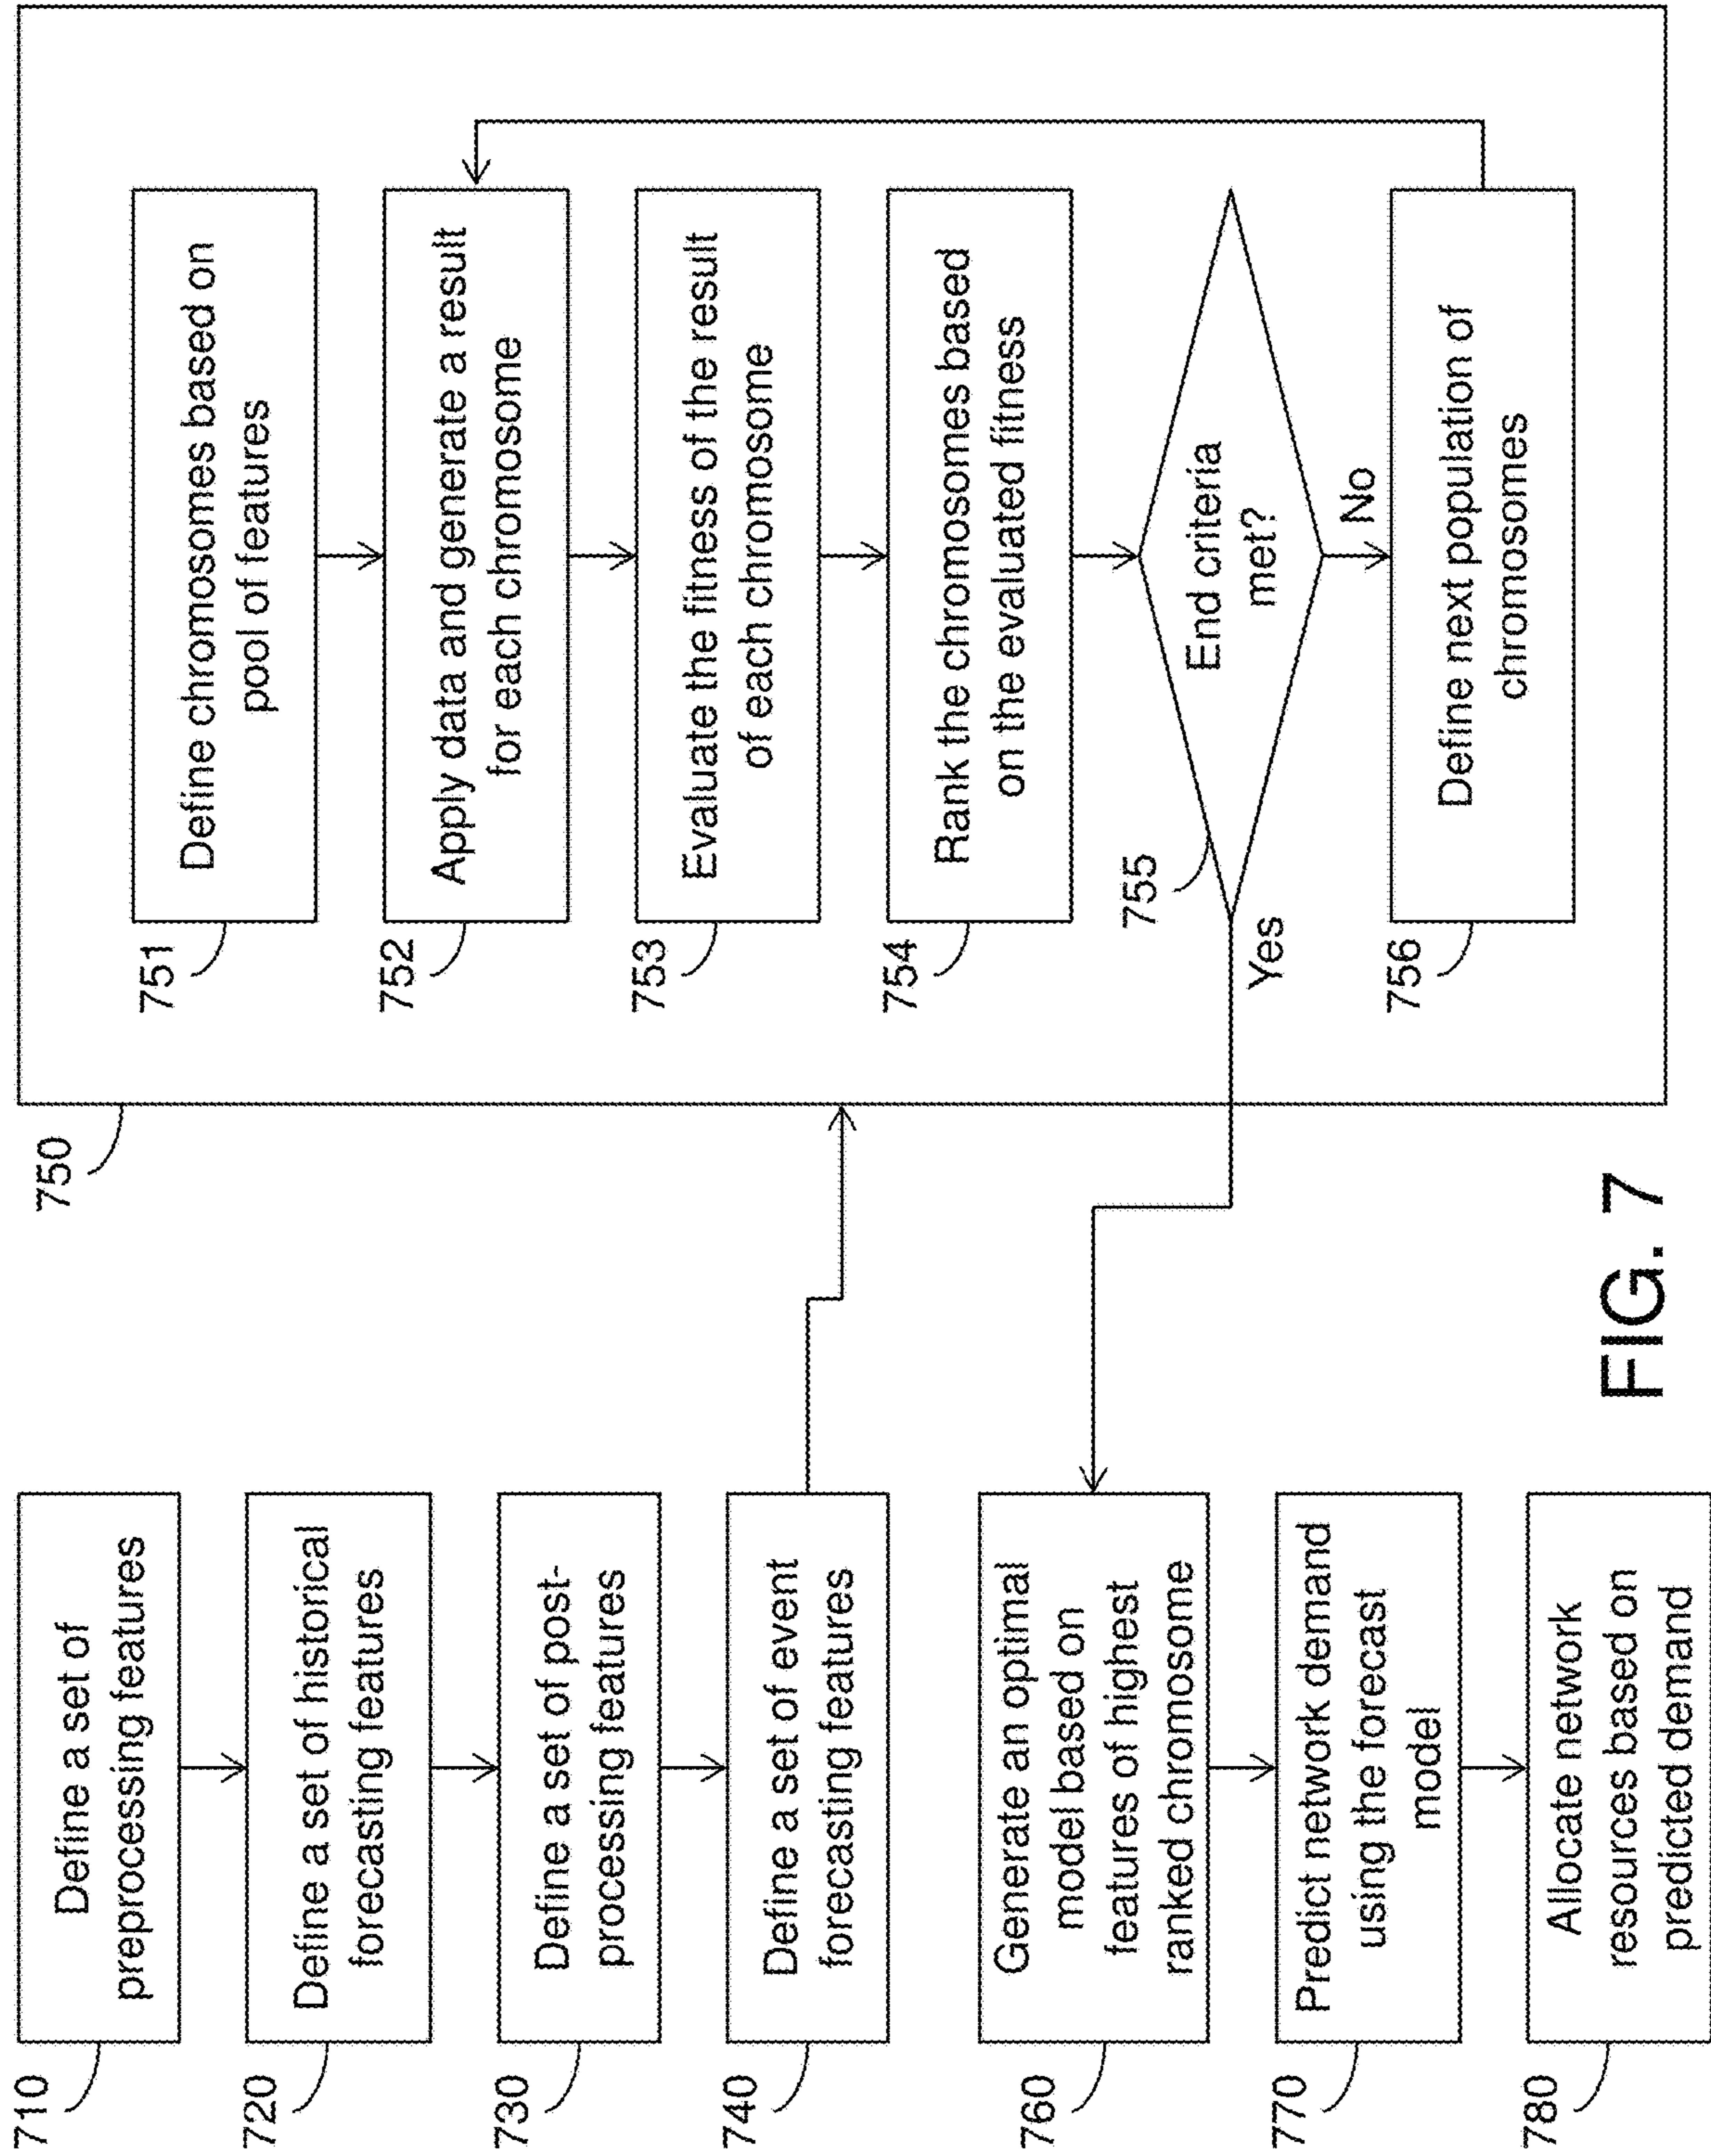 710
Define a set of
preprocessing features
720
Define a set of historical
forecasting features
730
Define a set of post-
processing features
740
Define a set of event
forecasting features
750
751
Define chromosomes based on
pool of features
752
Apply data and generate a result
for each chromosome
753
Evaluate the fitness of the result
of each chromosome
754
Rank the chromosomes based
on the evaluated fitness
755
End criteria
met?
Yes
No
756
Define next population of
chromosomes
760
Generate an optimal
model based on
features of highest
ranked chromosome
770
Predict network demand
using the forecast
model
780
Allocate network
resources based on
predicted demand
FIG. 7